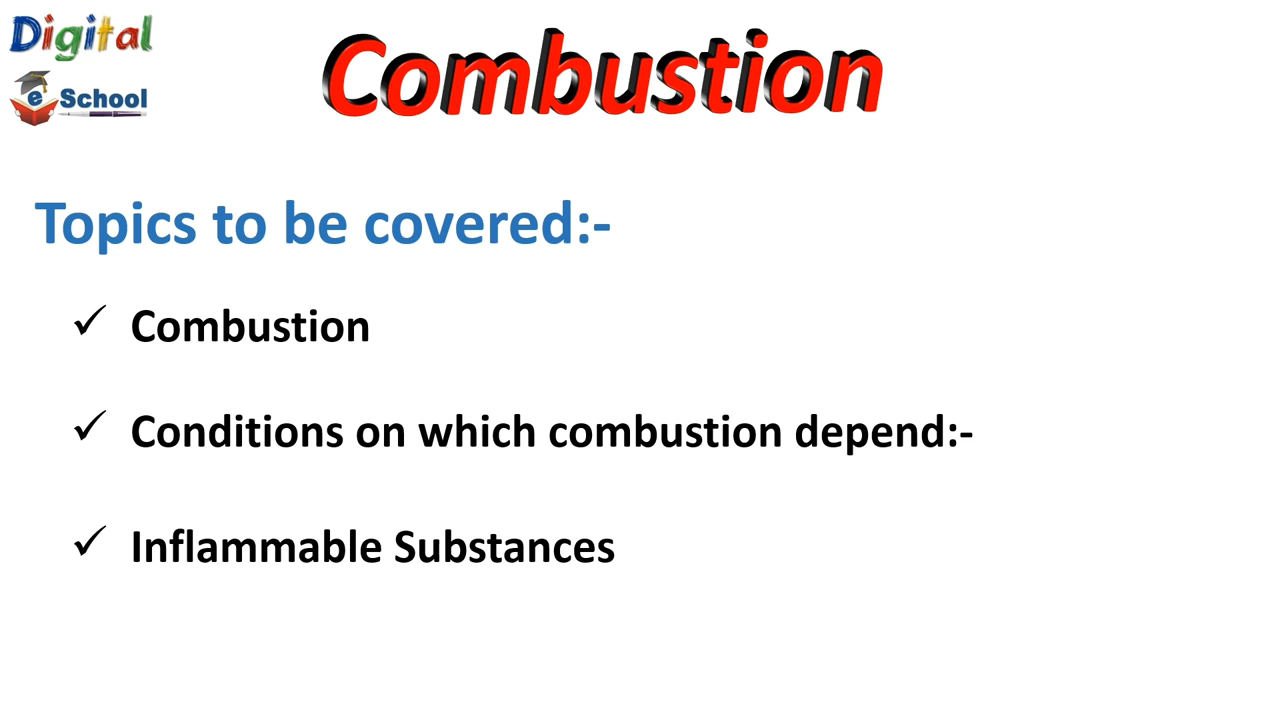 Digital
e School
Combustion
Topics to be covered:-
✓ Combustion
✓ Conditions on which combustion depend:-
✓ Inflammable Substances